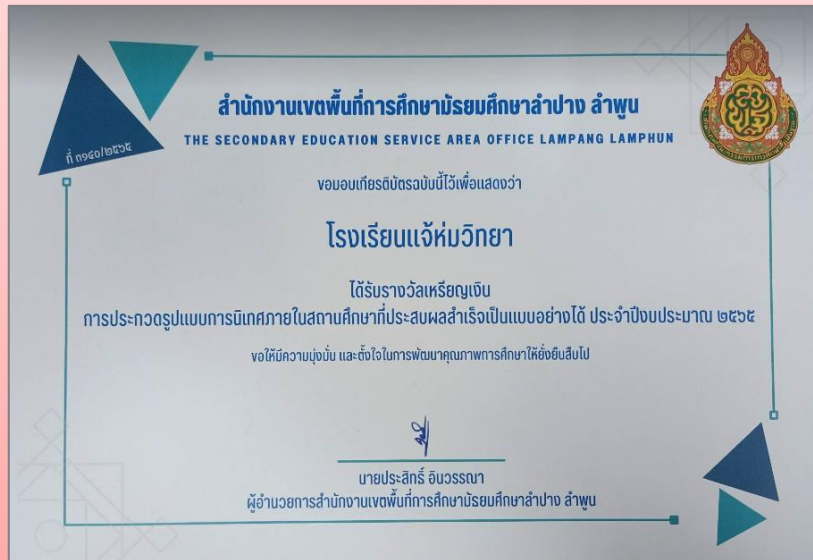 สำนักงานเขตพื้นที่การศึกษามัธยมศึกษาลำปาง ลำพูน
THE SECONDARY EDUCATION SERVICE AREA OFFICE LAMPANG LAMPHUN
ที่ ๓๑๔๐/๒๕๖๕
ขอมอบเกียรติบัตรฉบับนี้ไว้เพื่อแสดงว่า
โรงเรียนแจ้ห่มวิทยา
ได้รับรางวัลเหรียญเงิน
การประกวดรูปแบบการนิเทศภายในสถานศึกษาที่ประสบผลสำเร็จเป็นแบบอย่างได้ ประจำปีงบประมาณ ๒๕๖๕
ขอให้มีความมุ่งมั่น และตั้งใจในการพัฒนาคุณภาพการศึกษาให้ยั่งยืนสืบไป
นายประสิทธิ์ อินวรรณา
ผู้อำนวยการสำนักงานเขตพื้นที่การศึกษามัธยมศึกษาลำปาง ลำพูน